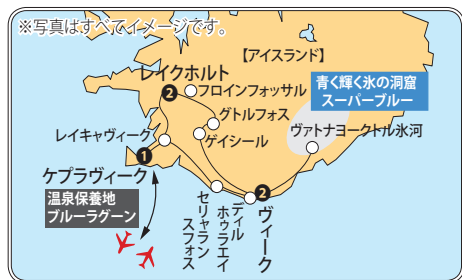 ※写真はすべてイメージです。
【アイスランド】
レイクホルト
❷
フロインフォッサル
青く輝く氷の洞窟
スーパーブルー
グトルフォス
レイキャヴィーク
ゲイシール
ヴァトナヨークトル氷河
❶
ケプラヴィーク
温泉保養地
ブルーラグーン
❷
ヴィーク
ディル
ホゥラエイ
セリャラン
スフォス